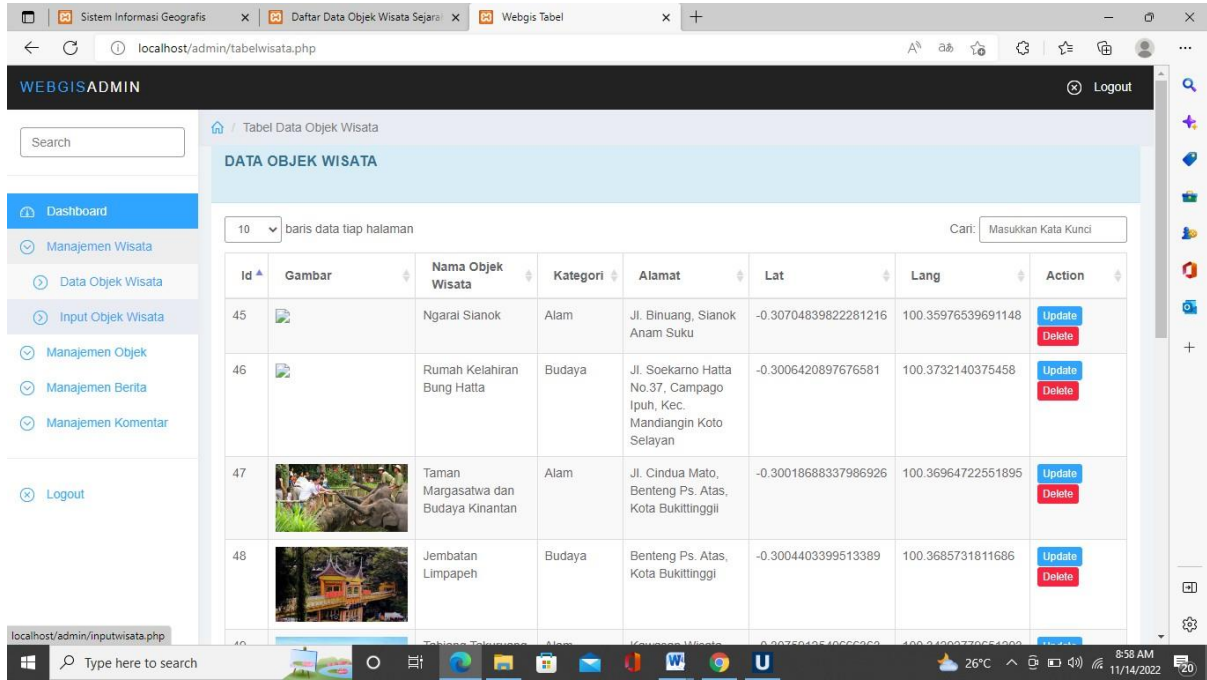 Sistem Informasi Geografis
Daftar Data Objek Wisata Sejara
Webgis Tabel
localhost/admin/tabelwisata.php
WEBGISADMIN
Logout
Search
Tabel Data Objek Wisata
DATA OBJEK WISATA
Dashboard
Manajemen Wisata
Data Objek Wisata
Input Objek Wisata
Manajemen Objek
Manajemen Berita
Manajemen Komentar
Logout
10 baris data tiap halaman
Cari: Masukkan Kata Kunci
Id Gambar Nama Objek Wisata Kategori Alamat Lat Lang Action
45 Ngarai Sianok Alam Jl. Binuang, Sianok Anam Suku -0.30704839822281216 100.35976539691148 Update Delete
46 Rumah Kelahiran Bung Hatta Budaya Jl. Soekarno Hatta No.37, Campago Ipuh, Kec. Mandiangin Koto Selayan -0.3006420897676581 100.3732140375458 Update Delete
47 Taman Margasatwa dan Budaya Kinantan Alam Jl. Cindua Mato, Benteng Ps. Atas, Kota Bukittinggii -0.30018688337986926 100.36964722551895 Update Delete
48 Jembatan Limpapeh Budaya Benteng Ps. Atas, Kota Bukittinggi -0.3004403399513389 100.3685731811686 Update Delete
localhost/admin/inputwisata.php
Type here to search
26°C
8:58 AM
11/14/2022
20